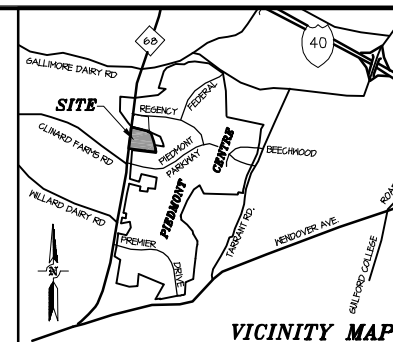 68
40
GALLIMORE DAIRY RD
SITE
REGENCY
FEDERAL
CLINARD FARMS RD
PIEDMONT
PARKWAY
CENTRE
BEECHWOOD
WILLARD DAIRY RD
PIEDMONT
TARRANT RD.
WENDOVER AVE.
ROA
PREMIER
DRIVE
GUILFORD COLLEGE
N
VICINITY MAP